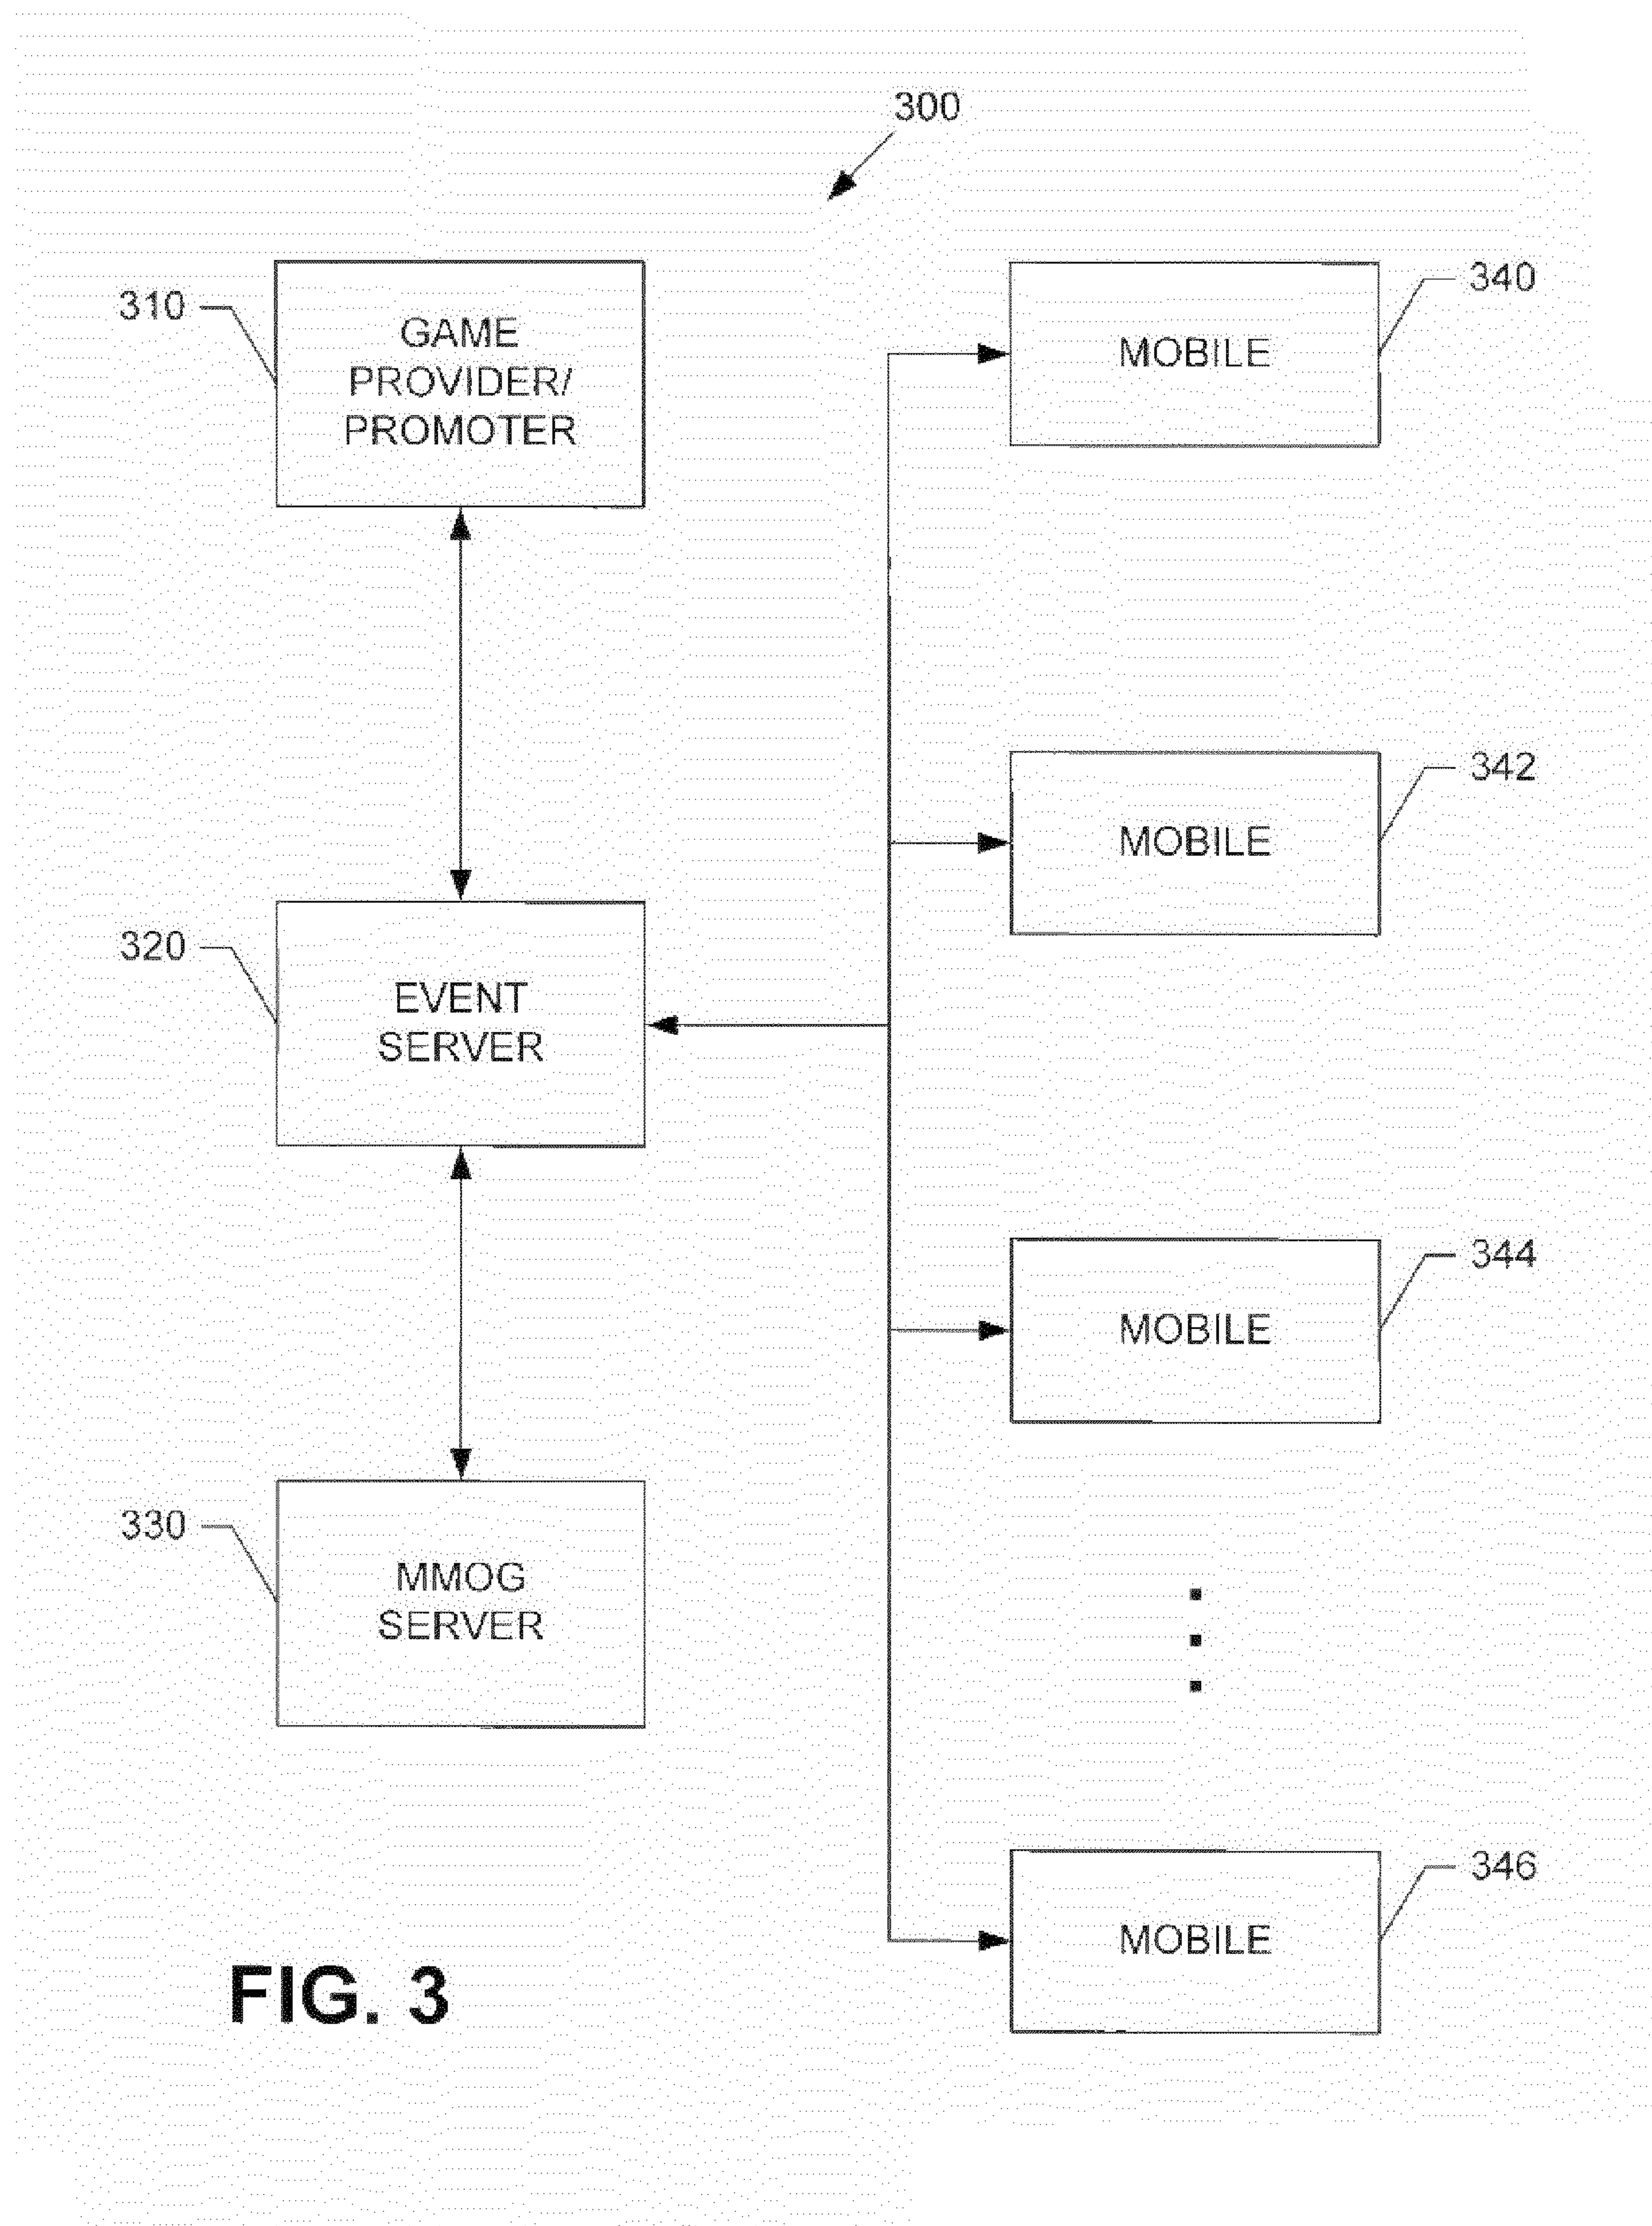 300
310
GAME
PROVIDER/
PROMOTER
340
MOBILE
342
MOBILE
320
EVENT
SERVER
344
MOBILE
330
MMOG
SERVER
346
MOBILE
FIG. 3